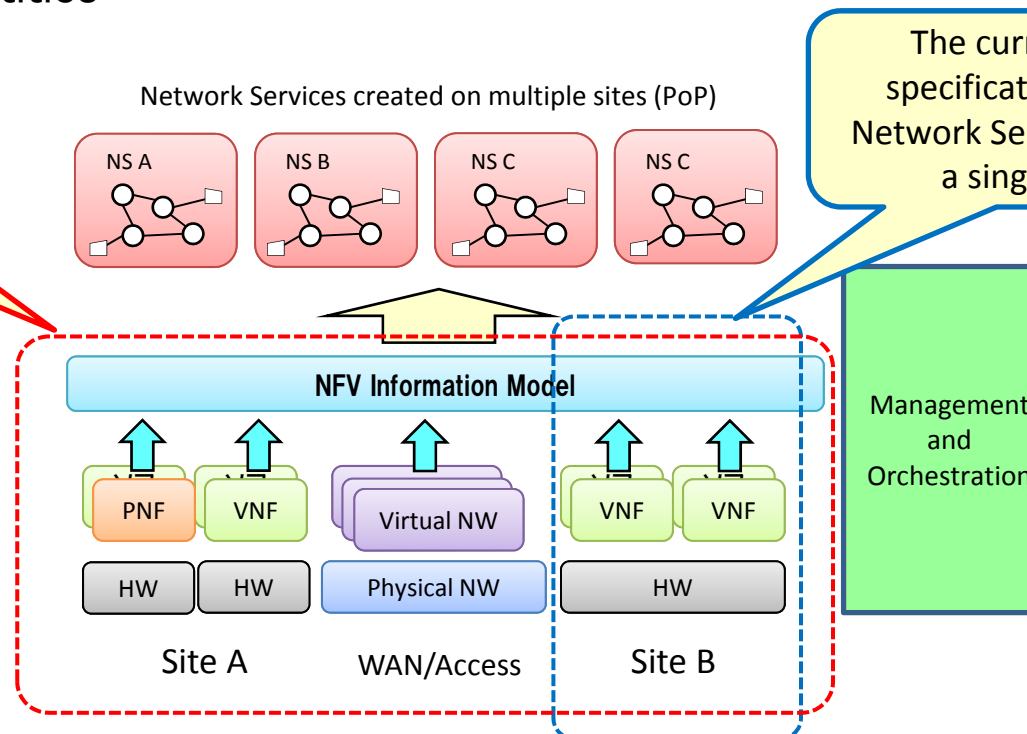 The curr
specificat
Network Se
a sing
Network Services created on multiple sites (PoP)
NS A
NS B
NS C
NS C
NFV Information Model
Management
and
Orchestration
PNF
VNF
Virtual NW
VNF
VNF
HW
HW
Physical NW
HW
Site A
WAN/Access
Site B